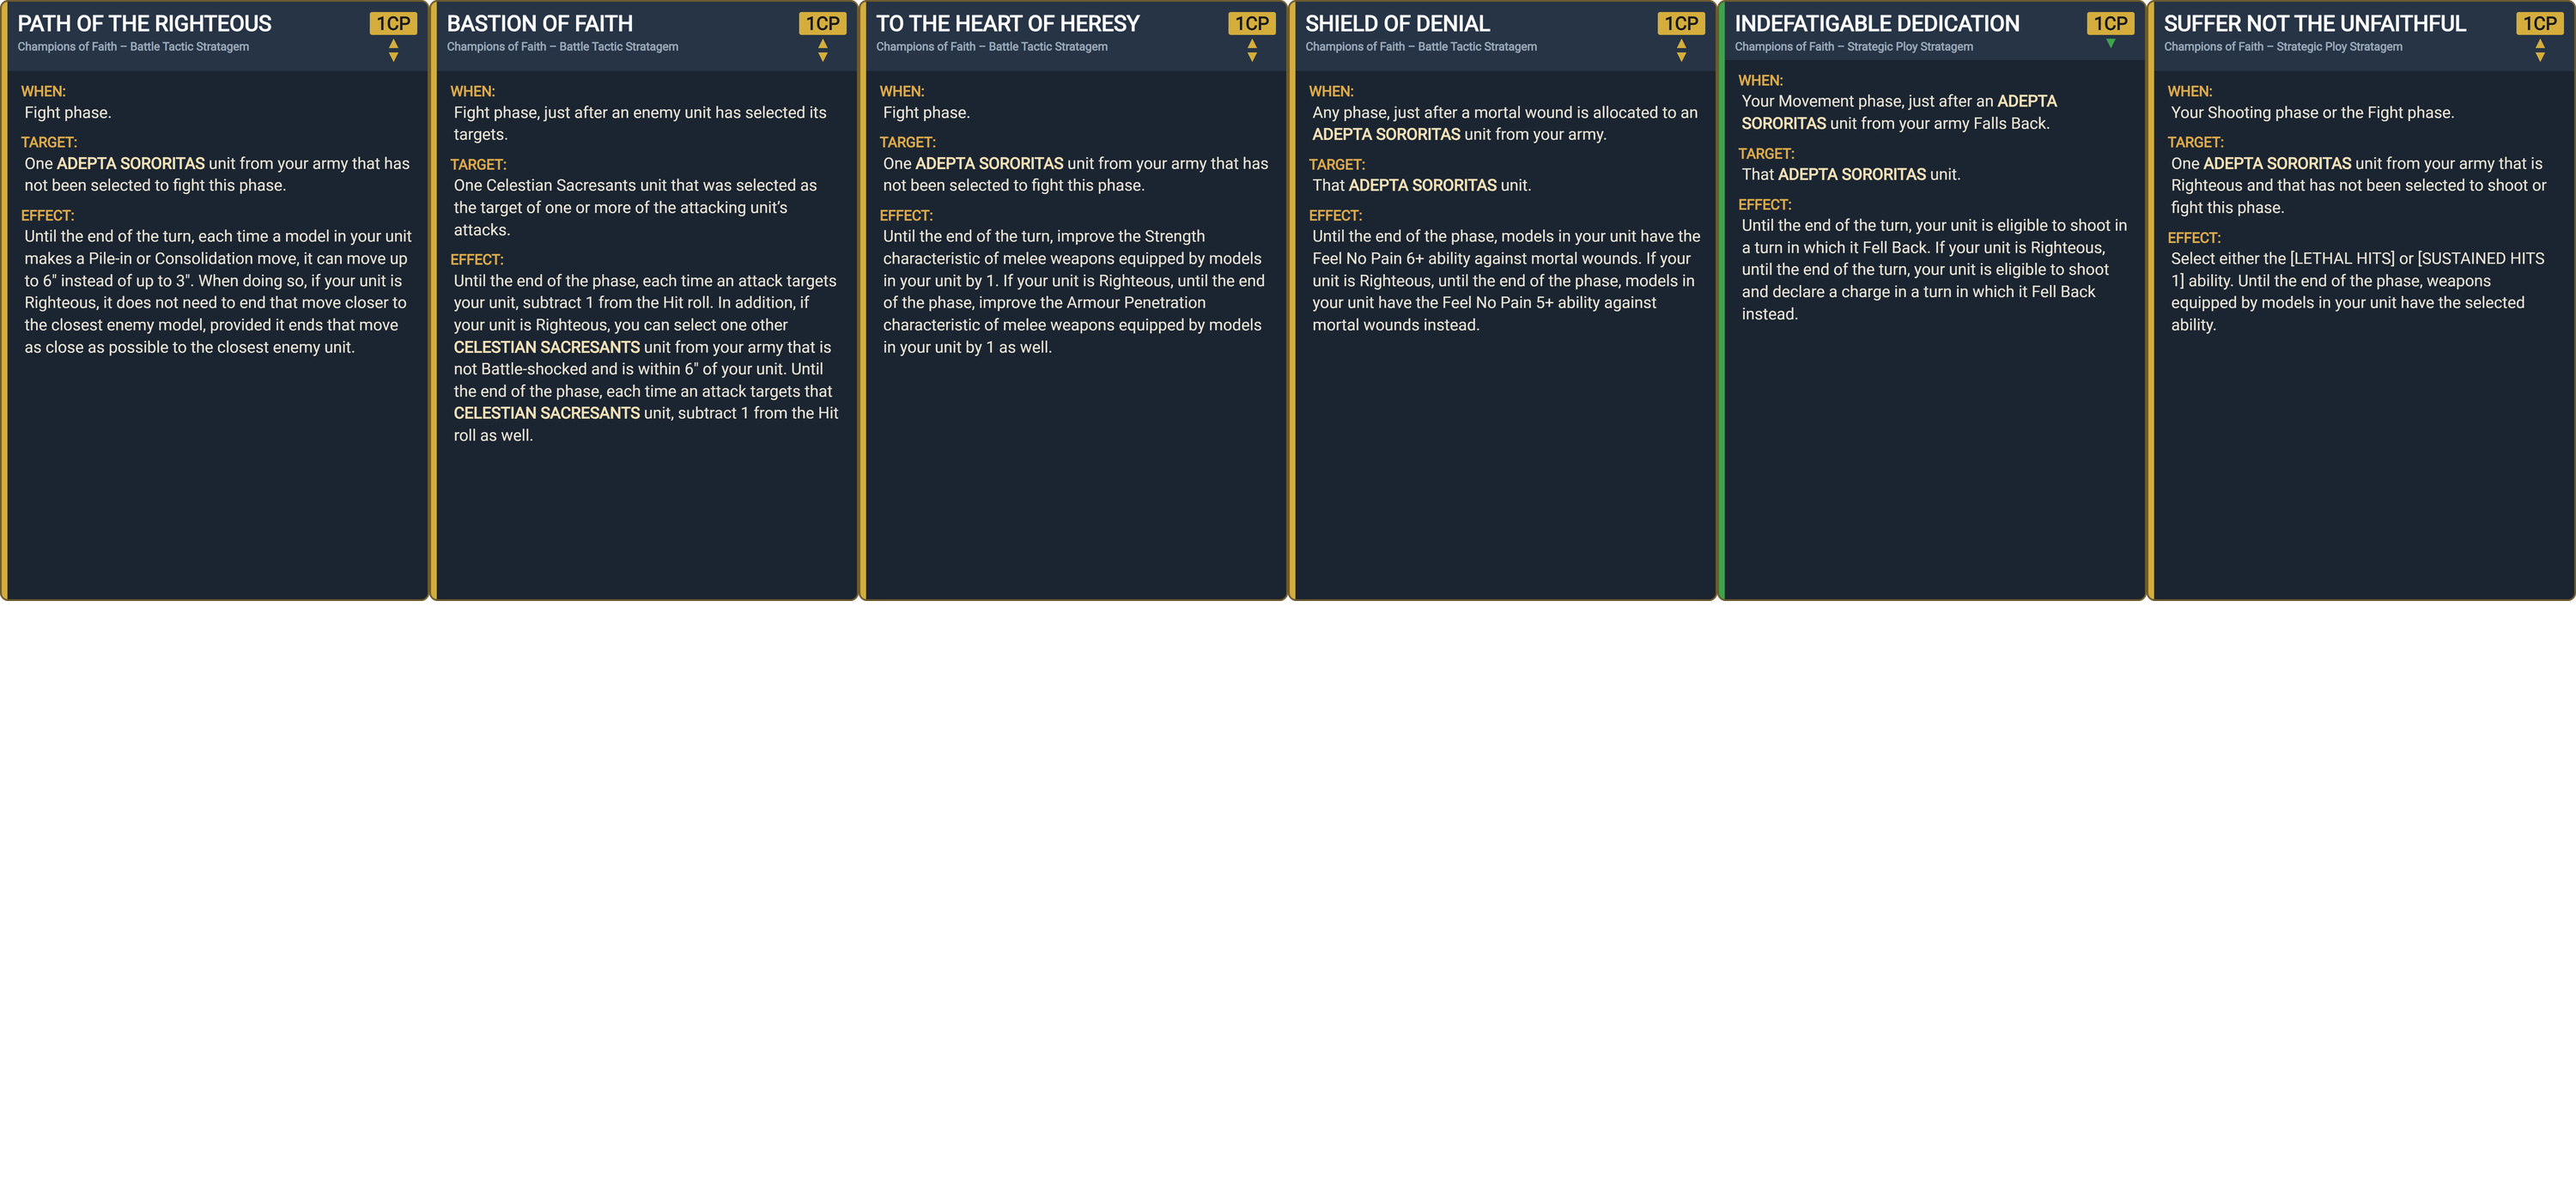 PATH OF THE RIGHTEOUS
1CP
Champions of Faith – Battle Tactic Stratagem
WHEN:
Fight phase.
TARGET:
One ADEPTA SORORITAS unit from your army that has
not been selected to fight this phase.
EFFECT:
Until the end of the turn, each time a model in your unit
makes a Pile-in or Consolidation move, it can move up
to 6" instead of up to 3". When doing so, if your unit is
Righteous, it does not need to end that move closer to
the closest enemy model, provided it ends that move
as close as possible to the closest enemy unit.
BASTION OF FAITH
1CP
Champions of Faith – Battle Tactic Stratagem
WHEN:
Fight phase, just after an enemy unit has selected its
targets.
TARGET:
One Celestian Sacresants unit that was selected as
the target of one or more of the attacking unit’s
attacks.
EFFECT:
Until the end of the phase, each time an attack targets
your unit, subtract 1 from the Hit roll. In addition, if
your unit is Righteous, you can select one other
CELESTIAN SACRESANTS unit from your army that is
not Battle-shocked and is within 6" of your unit. Until
the end of the phase, each time an attack targets that
CELESTIAN SACRESANTS unit, subtract 1 from the Hit
roll as well.
TO THE HEART OF HERESY
1CP
Champions of Faith – Battle Tactic Stratagem
WHEN:
Fight phase.
TARGET:
One ADEPTA SORORITAS unit from your army that has
not been selected to fight this phase.
EFFECT:
Until the end of the turn, improve the Strength
characteristic of melee weapons equipped by models
in your unit by 1. If your unit is Righteous, until the end
of the phase, improve the Armour Penetration
characteristic of melee weapons equipped by models
in your unit by 1 as well.
SHIELD OF DENIAL
1CP
Champions of Faith – Battle Tactic Stratagem
WHEN:
Any phase, just after a mortal wound is allocated to an
ADEPTA SORORITAS unit from your army.
TARGET:
That ADEPTA SORORITAS unit.
EFFECT:
Until the end of the phase, models in your unit have the
Feel No Pain 6+ ability against mortal wounds. If your
unit is Righteous, until the end of the phase, models in
your unit have the Feel No Pain 5+ ability against
mortal wounds instead.
INDEFATIGABLE DEDICATION
1CP
Champions of Faith – Strategic Ploy Stratagem
WHEN:
Your Movement phase, just after an ADEPTA
SORORITAS unit from your army Falls Back.
TARGET:
That ADEPTA SORORITAS unit.
EFFECT:
Until the end of the turn, your unit is eligible to shoot in
a turn in which it Fell Back. If your unit is Righteous,
until the end of the turn, your unit is eligible to shoot
and declare a charge in a turn in which it Fell Back
instead.
SUFFER NOT THE UNFAITHFUL
1CP
Champions of Faith – Strategic Ploy Stratagem
WHEN:
Your Shooting phase or the Fight phase.
TARGET:
One ADEPTA SORORITAS unit from your army that is
Righteous and that has not been selected to shoot or
fight this phase.
EFFECT:
Select either the [LETHAL HITS] or [SUSTAINED HITS
1] ability. Until the end of the phase, weapons
equipped by models in your unit have the selected
ability.